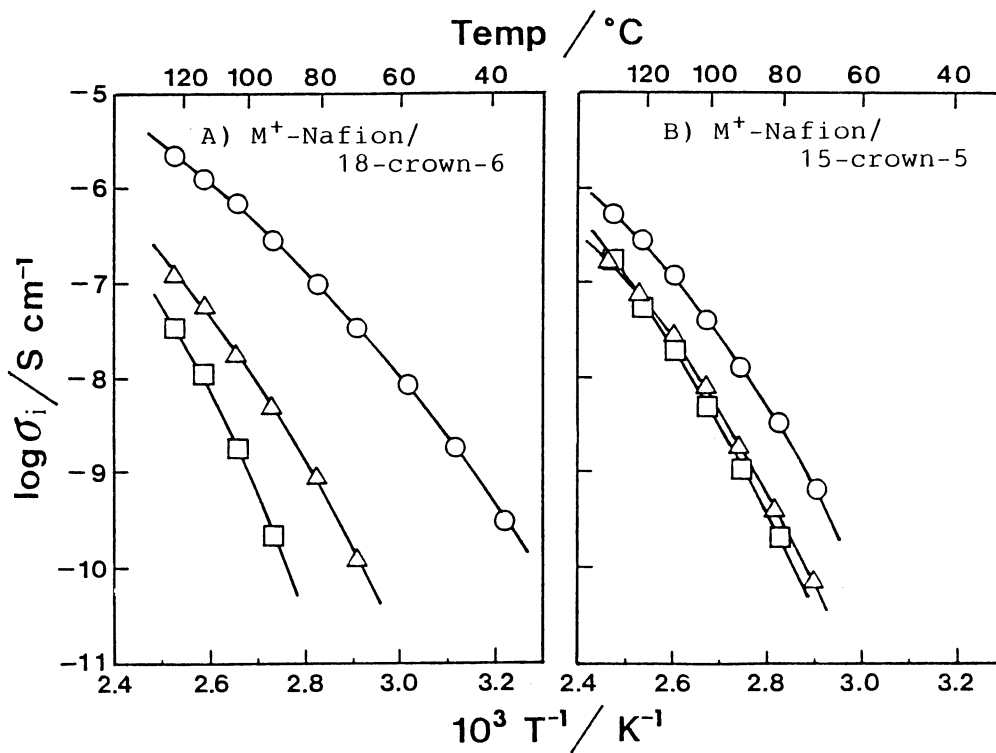 Temp / °C
120 100 80 60 40
120 100 80 60
A) M⁺-Nafion/
18-crown-6
B) M⁺-Nafion/
15-crown-5
log σi / S cm⁻¹
-5
-6
-7
-8
-9
-10
-11
2.4 2.6 2.8 3.0 3.2
2.4 2.6 2.8 3.0 3.2
10³ T⁻¹ / K⁻¹